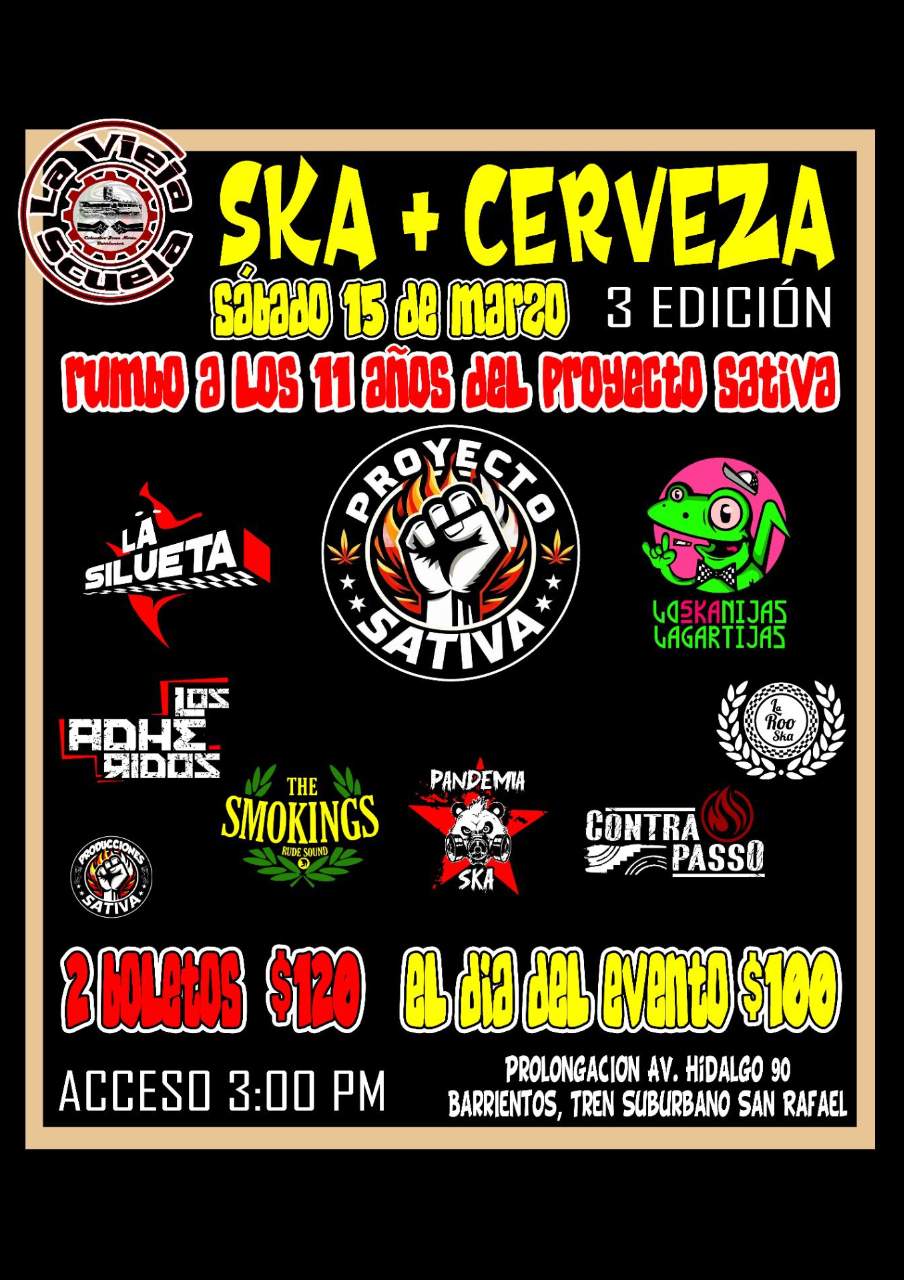 La Vieja
Scuela
SKA + CERVEZA
sábado 15 de marzo
3 EDICIÓN
rumbo a los 11 años del proyecto sativa
PROYECTO
SATIVA
LA
SILUETA
LOSKANIJAS
LAGARTIJAS
LOS
ADHE
RIDOS
La
Roo
Ska
THE
SMOKINGS
RUDE SOUND
PANDEMIA
SKA
CONTRA
PASSO
PRODUCCIONES
SATIVA
2 boletos $120
el dia del evento $100
ACCESO 3:00 PM
PROLONGACION AV. HiDALGO 90
BARRIENTOS, TREN SUBURBANO SAN RAFAEL